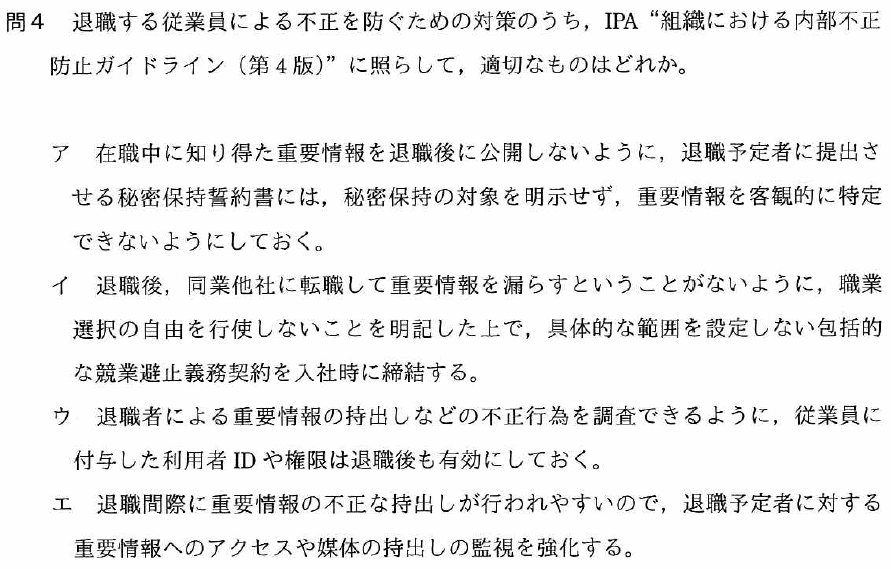 問4　退職する従業員による不正を防ぐための対策のうち，IPA“組織における内部不正
防止ガイドライン（第4版）”に照らして，適切なものはどれか。
ア　在職中に知り得た重要情報を退職後に公開しないように，退職予定者に提出さ
せる秘密保持誓約書には，秘密保持の対象を明示せず，重要情報を客観的に特定
できないようにしておく。
イ　退職後，同業他社に転職して重要情報を漏らすということがないように，職業
選択の自由を行使しないことを明記した上で，具体的な範囲を設定しない包括的
な競業避止義務契約を入社時に締結する。
ウ　退職者による重要情報の持出しなどの不正行為を調査できるように，従業員に
付与した利用者IDや権限は退職後も有効にしておく。
エ　退職間際に重要情報の不正な持出しが行われやすいので，退職予定者に対する
重要情報へのアクセスや媒体の持出しの監視を強化する。